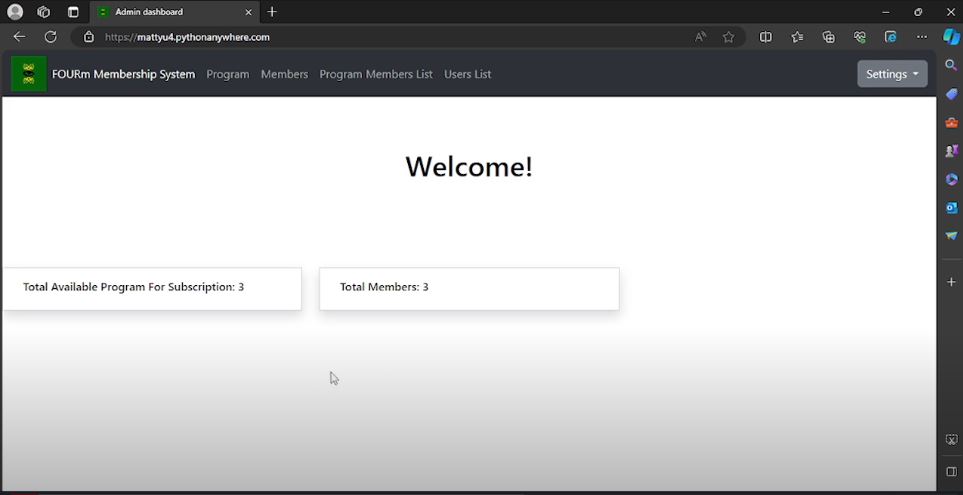 Admin dashboard
https://mattyu4.pythonanywhere.com
FOURm Membership System Program Members Program Members List Users List Settings
Welcome!
Total Available Program For Subscription: 3
Total Members: 3